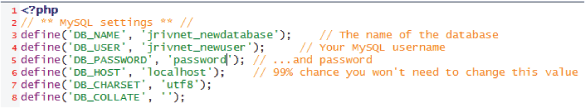 1 <?php
2 // ** MySQL settings ** //
3 define('DB_NAME', 'jrivnet_newdatabase');    // The name of the database
4 define('DB_USER', 'jrivnet_newuser');     // Your MySQL username
5 define('DB_PASSWORD', 'password'); // ...and password
6 define('DB_HOST', 'localhost');    // 99% chance you won't need to change this value
7 define('DB_CHARSET', 'utf8');
8 define('DB_COLLATE', '');